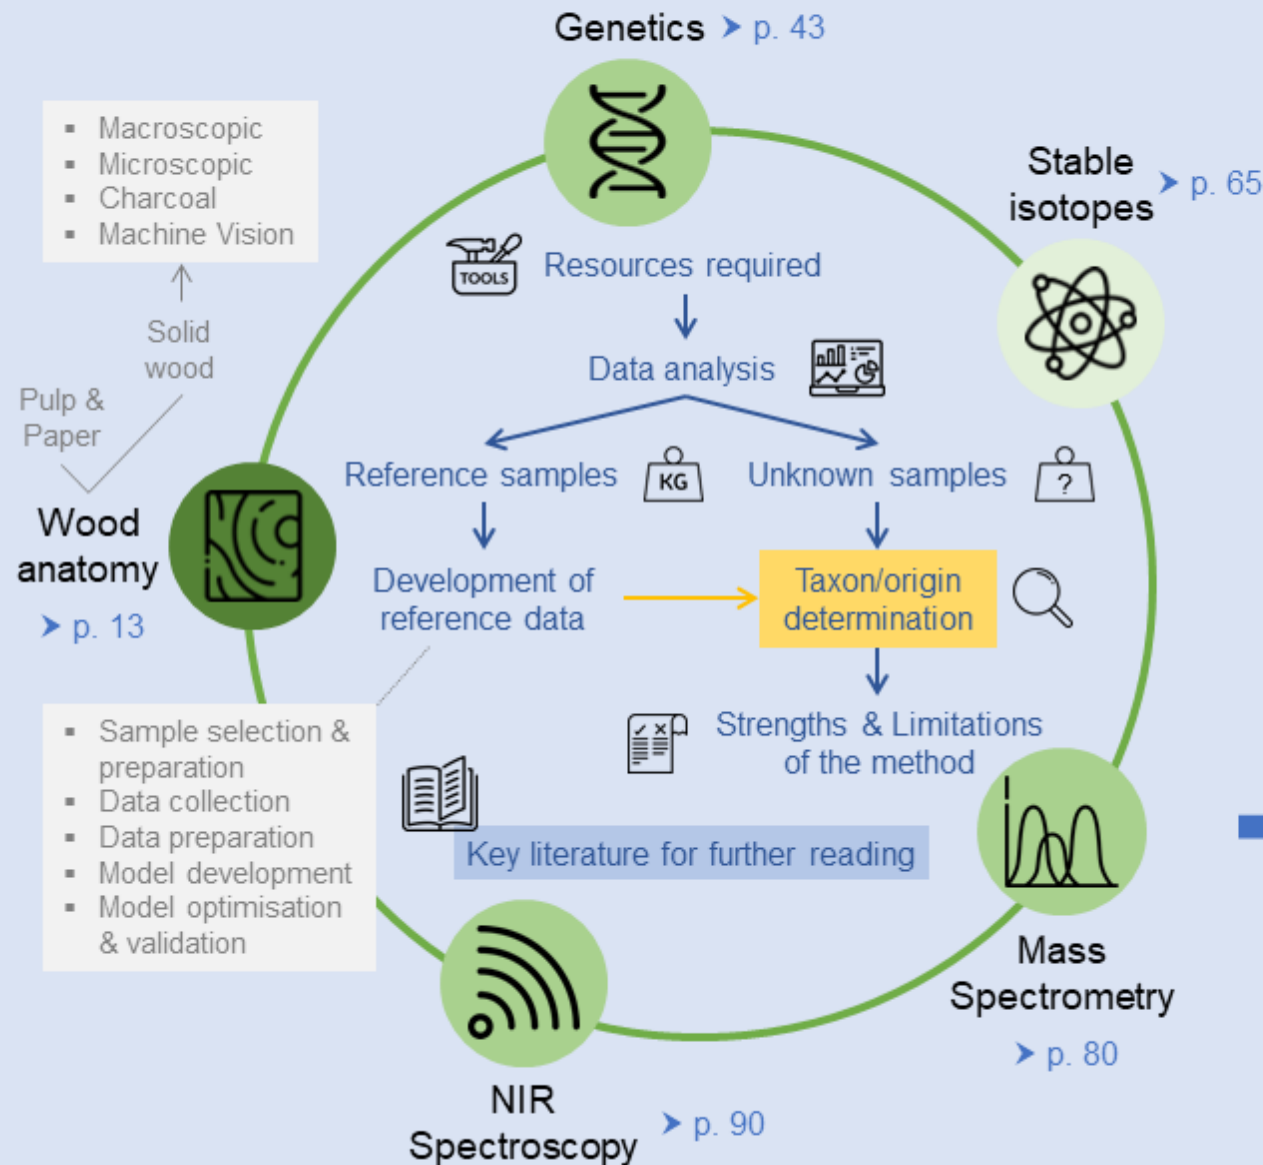 Genetics ➤ p. 43
▪ Macroscopic
▪ Microscopic
▪ Charcoal
▪ Machine Vision
Stable
isotopes
➤ p. 65
TOOLS
Resources required
Solid
wood
Data analysis
Pulp &
Paper
Reference samples
KG
Unknown samples
?
Wood
anatomy
➤ p. 13
Development of
reference data
Taxon/origin
determination
▪ Sample selection &
preparation
▪ Data collection
▪ Data preparation
▪ Model development
▪ Model optimisation
& validation
Strengths & Limitations
of the method
Key literature for further reading
Mass
Spectrometry
➤ p. 80
NIR
Spectroscopy
➤ p. 90